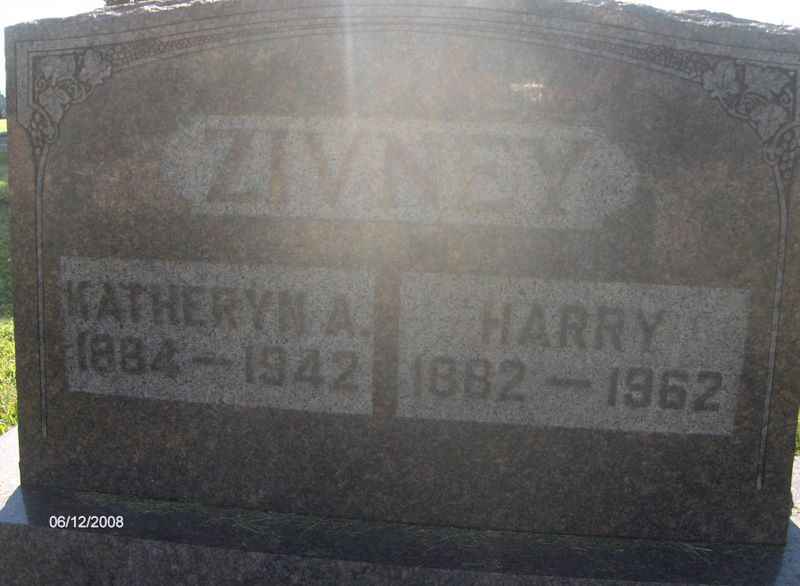 ZIVNEY
KATHERYN A.
1884 — 1942
HARRY
1882 — 1962
06/12/2008